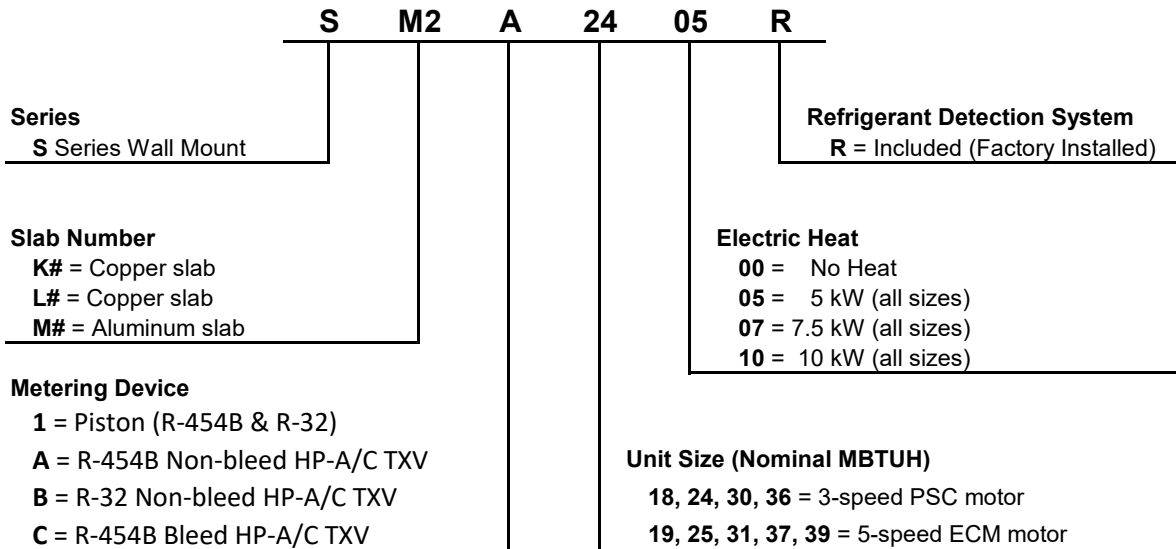 S M2 A 24 05 R
Series
S Series Wall Mount
Refrigerant Detection System
R = Included (Factory Installed)
Slab Number
K# = Copper slab
L# = Copper slab
M# = Aluminum slab
Electric Heat
00 = No Heat
05 = 5 kW (all sizes)
07 = 7.5 kW (all sizes)
10 = 10 kW (all sizes)
Metering Device
1 = Piston (R-454B & R-32)
A = R-454B Non-bleed HP-A/C TXV
B = R-32 Non-bleed HP-A/C TXV
C = R-454B Bleed HP-A/C TXV
Unit Size (Nominal MBTUH)
18, 24, 30, 36 = 3-speed PSC motor
19, 25, 31, 37, 39 = 5-speed ECM motor